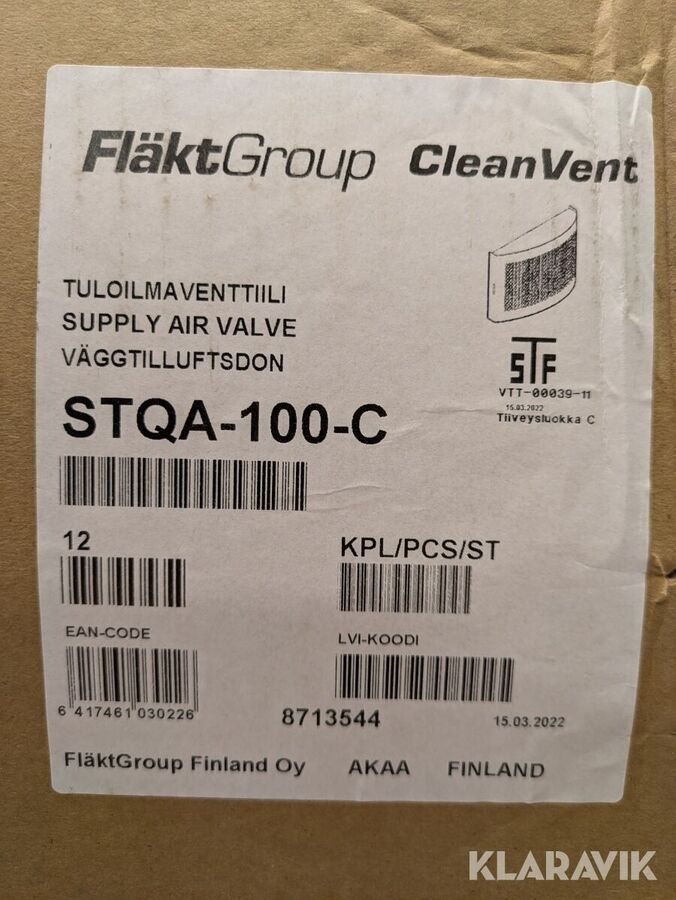 FläktGroup CleanVent
TULOILMAVENTTIILI
SUPPLY AIR VALVE
VÄGGTILLUFTSDON
STF
VTT-00039-11
15.03.2022
Tiiveysluokka C
STQA-100-C
12
KPL/PCS/ST
EAN-CODE
LVI-KOODI
6 417461 030226
8713544
15.03.2022
FläktGroup Finland Oy AKAA FINLAND
KLARAVIK